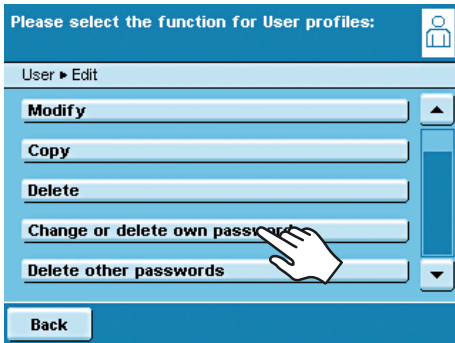 Please select the function for User profiles:
User ▸ Edit
Modify
Copy
Delete
Change or delete own password
Delete other passwords
Back